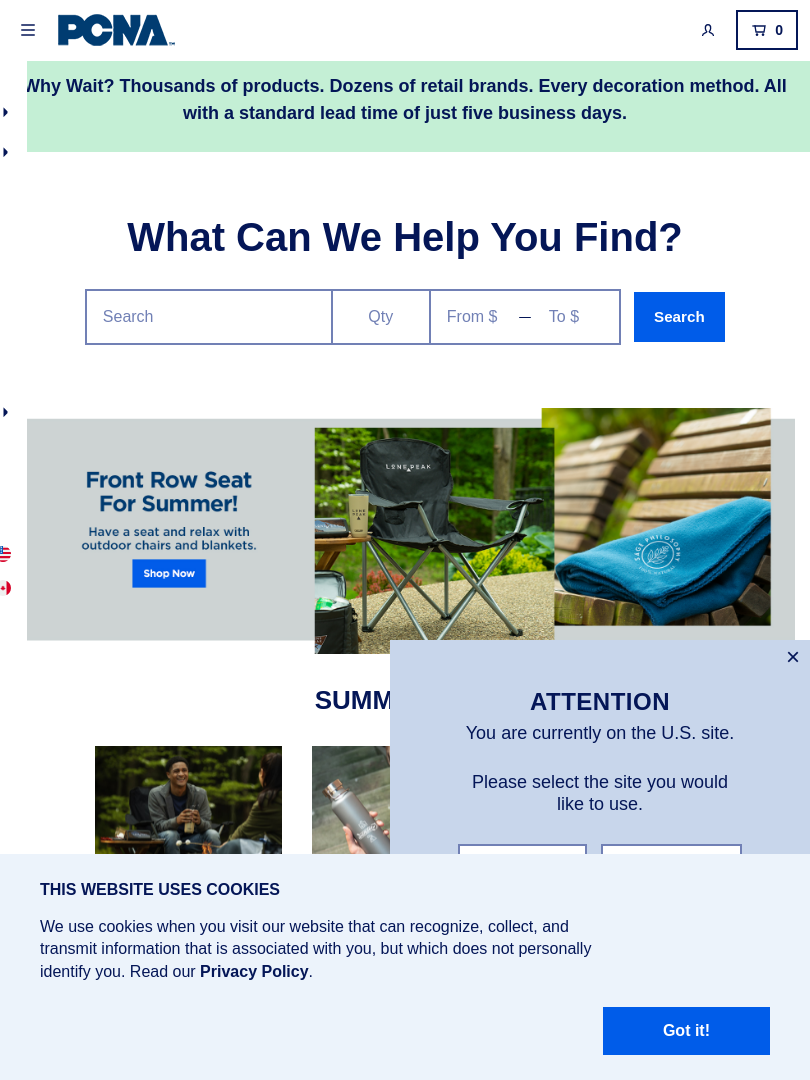 PCNA
0
Why Wait? Thousands of products. Dozens of retail brands. Every decoration method. All
with a standard lead time of just five business days.
What Can We Help You Find?
Search
Qty
From $ — To $
Search
Front Row Seat
For Summer!
Have a seat and relax with
outdoor chairs and blankets.
Shop Now
LONE PEAK
LONE PEAK
SAGE PHILOSOPHY
×
ATTENTION
SUMM
You are currently on the U.S. site.
Please select the site you would
like to use.
THIS WEBSITE USES COOKIES
We use cookies when you visit our website that can recognize, collect, and
transmit information that is associated with you, but which does not personally
identify you. Read our Privacy Policy.
Got it!